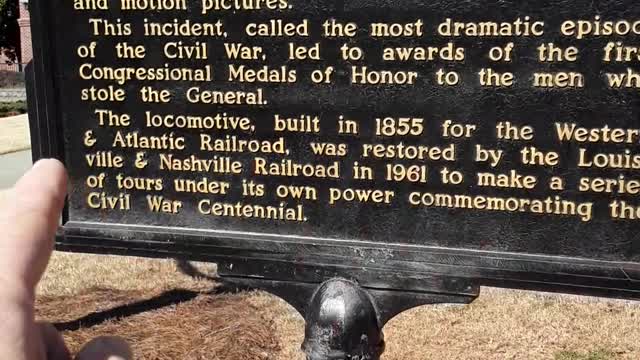 and motion pictures.
This incident, called the most dramatic episod
of the Civil War, led to awards of the firs
Congressional Medals of Honor to the men wh
stole the General.
The locomotive, built in 1855 for the Wester
& Atlantic Railroad, was restored by the Louis
ville & Nashville Railroad in 1961 to make a serie
of tours under its own power commemorating the
Civil War Centennial.